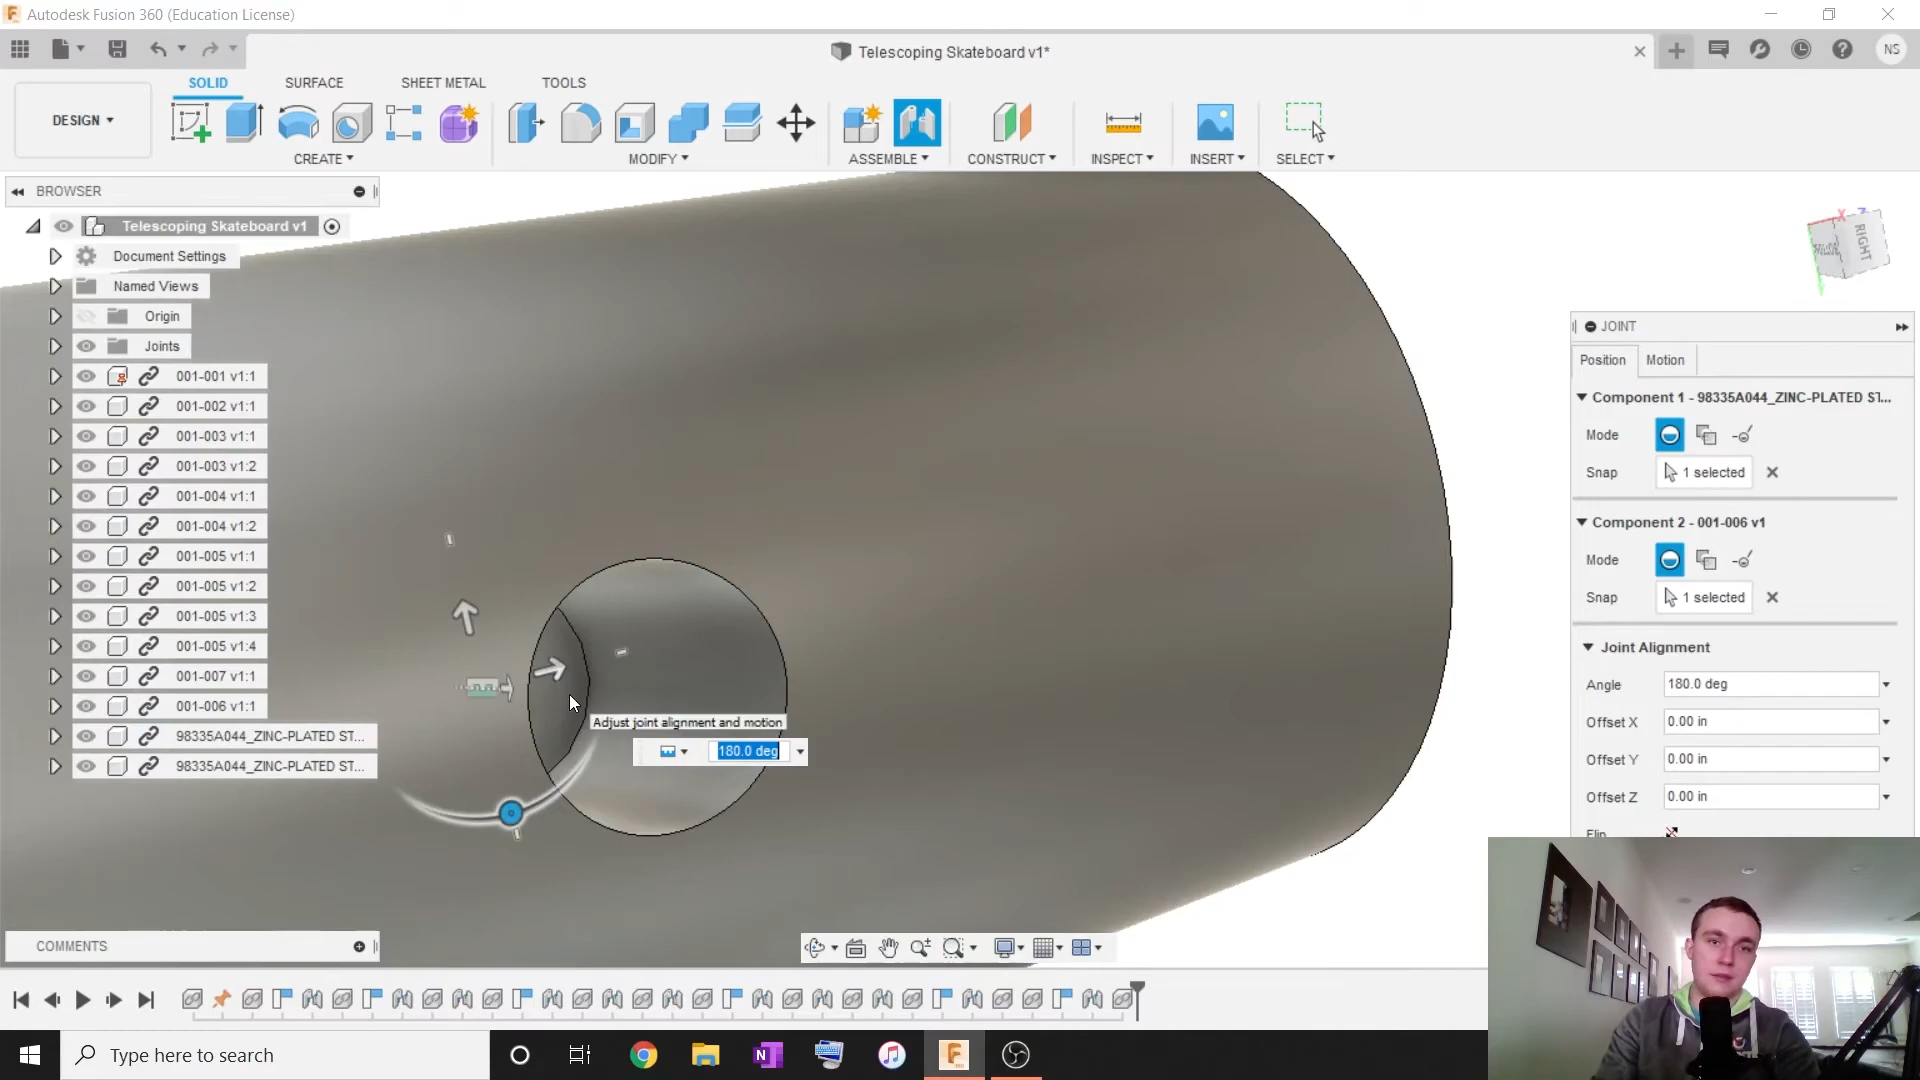 Autodesk Fusion 360 (Education License)
Telescoping Skateboard v1*
NS
DESIGN
SOLID
SURFACE
SHEET METAL
TOOLS
CREATE
MODIFY
ASSEMBLE
CONSTRUCT
INSPECT
INSERT
SELECT
BROWSER
Telescoping Skateboard v1
Document Settings
Named Views
Origin
Joints
001-001 v1:1
001-002 v1:1
001-003 v1:1
001-003 v1:2
001-004 v1:1
001-004 v1:2
001-005 v1:1
001-005 v1:2
001-005 v1:3
001-005 v1:4
001-007 v1:1
001-006 v1:1
98335A044_ZINC-PLATED ST...
98335A044_ZINC-PLATED ST...
X
Z
RIGHT
Adjust joint alignment and motion
180.0 deg
JOINT
Position
Motion
Component 1 - 98335A044_ZINC-PLATED ST...
Mode
Snap
1 selected
Component 2 - 001-006 v1
Mode
Snap
1 selected
Joint Alignment
Angle
180.0 deg
Offset X
0.00 in
Offset Y
0.00 in
Offset Z
0.00 in
Flip
COMMENTS
Type here to search